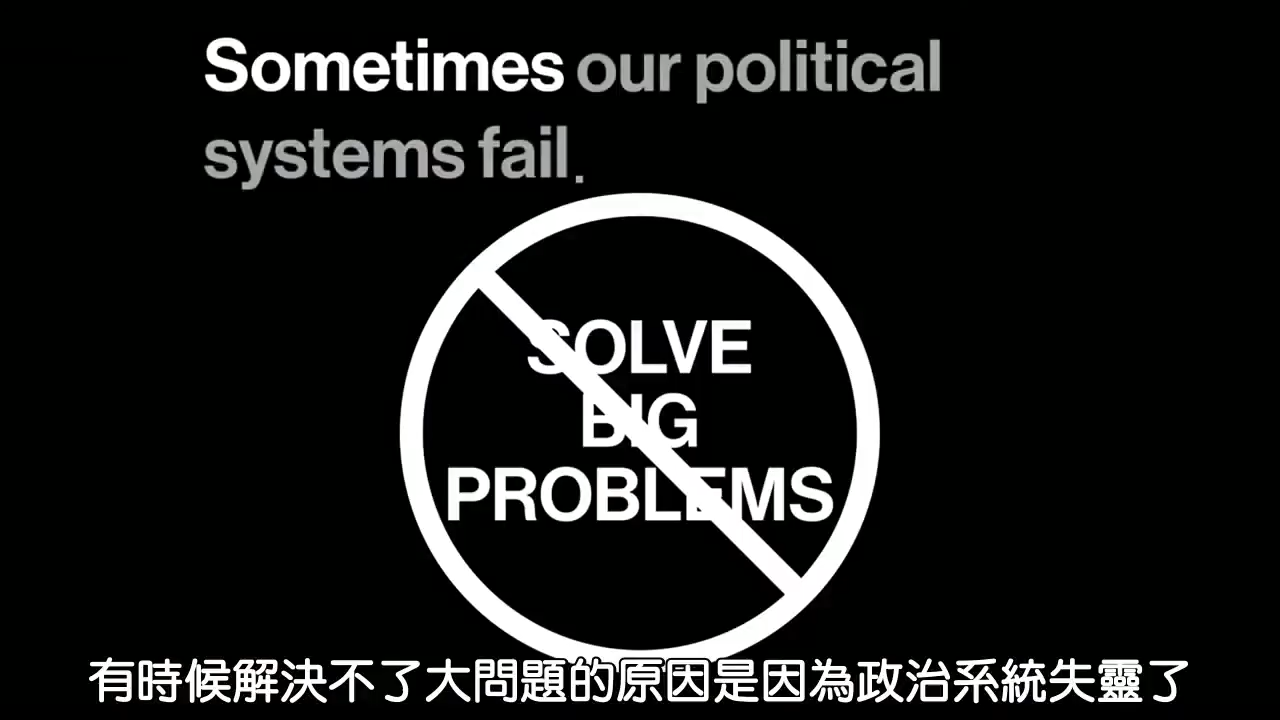 Sometimes our political
systems fail.
SOLVE
BIG
PROBLEMS
有時候解決不了大問題的原因是因為政治系統失靈了